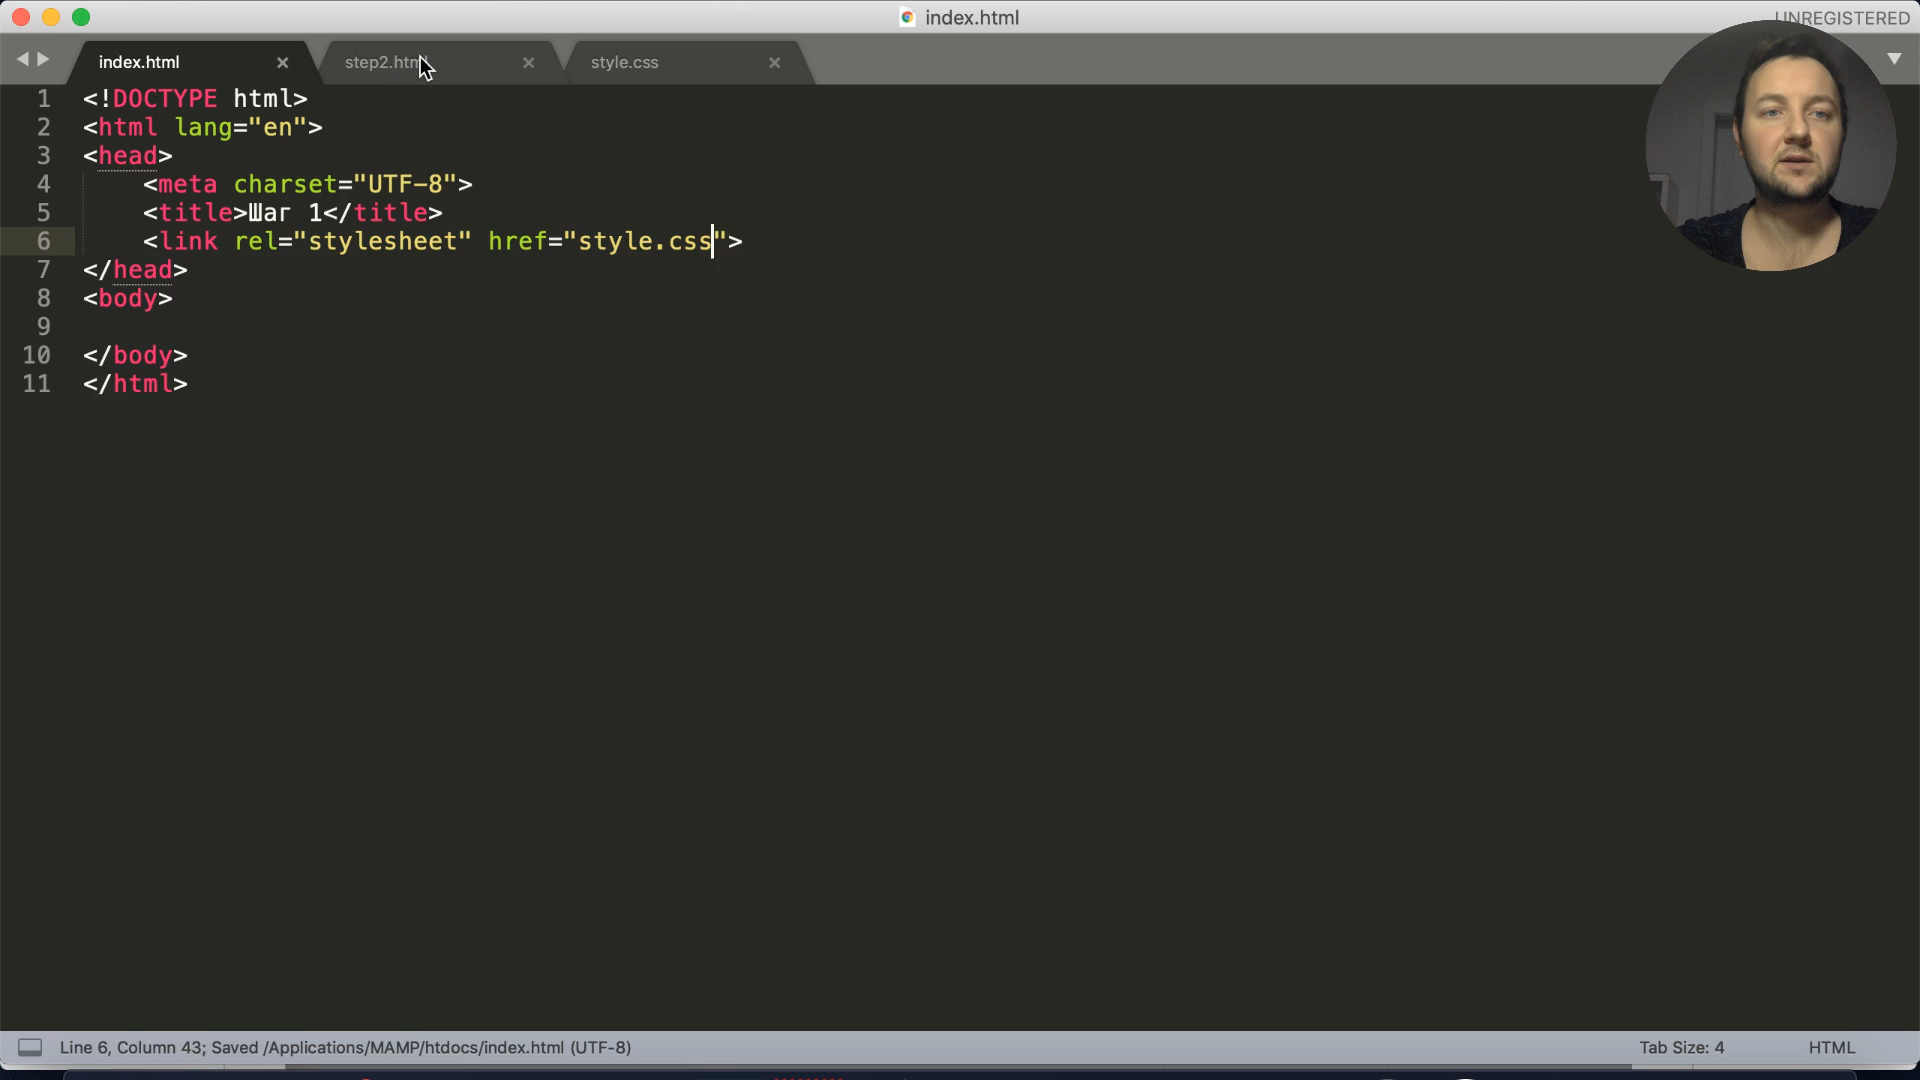 index.html
UNREGISTERED
index.html
step2.html
style.css
1 <!DOCTYPE html>
2 <html lang="en">
3 <head>
4 <meta charset="UTF-8">
5 <title>Шаг 1</title>
6 <link rel="stylesheet" href="style.css">
7 </head>
8 <body>
9
10 </body>
11 </html>
Line 6, Column 43; Saved /Applications/MAMP/htdocs/index.html (UTF-8)
Tab Size: 4
HTML